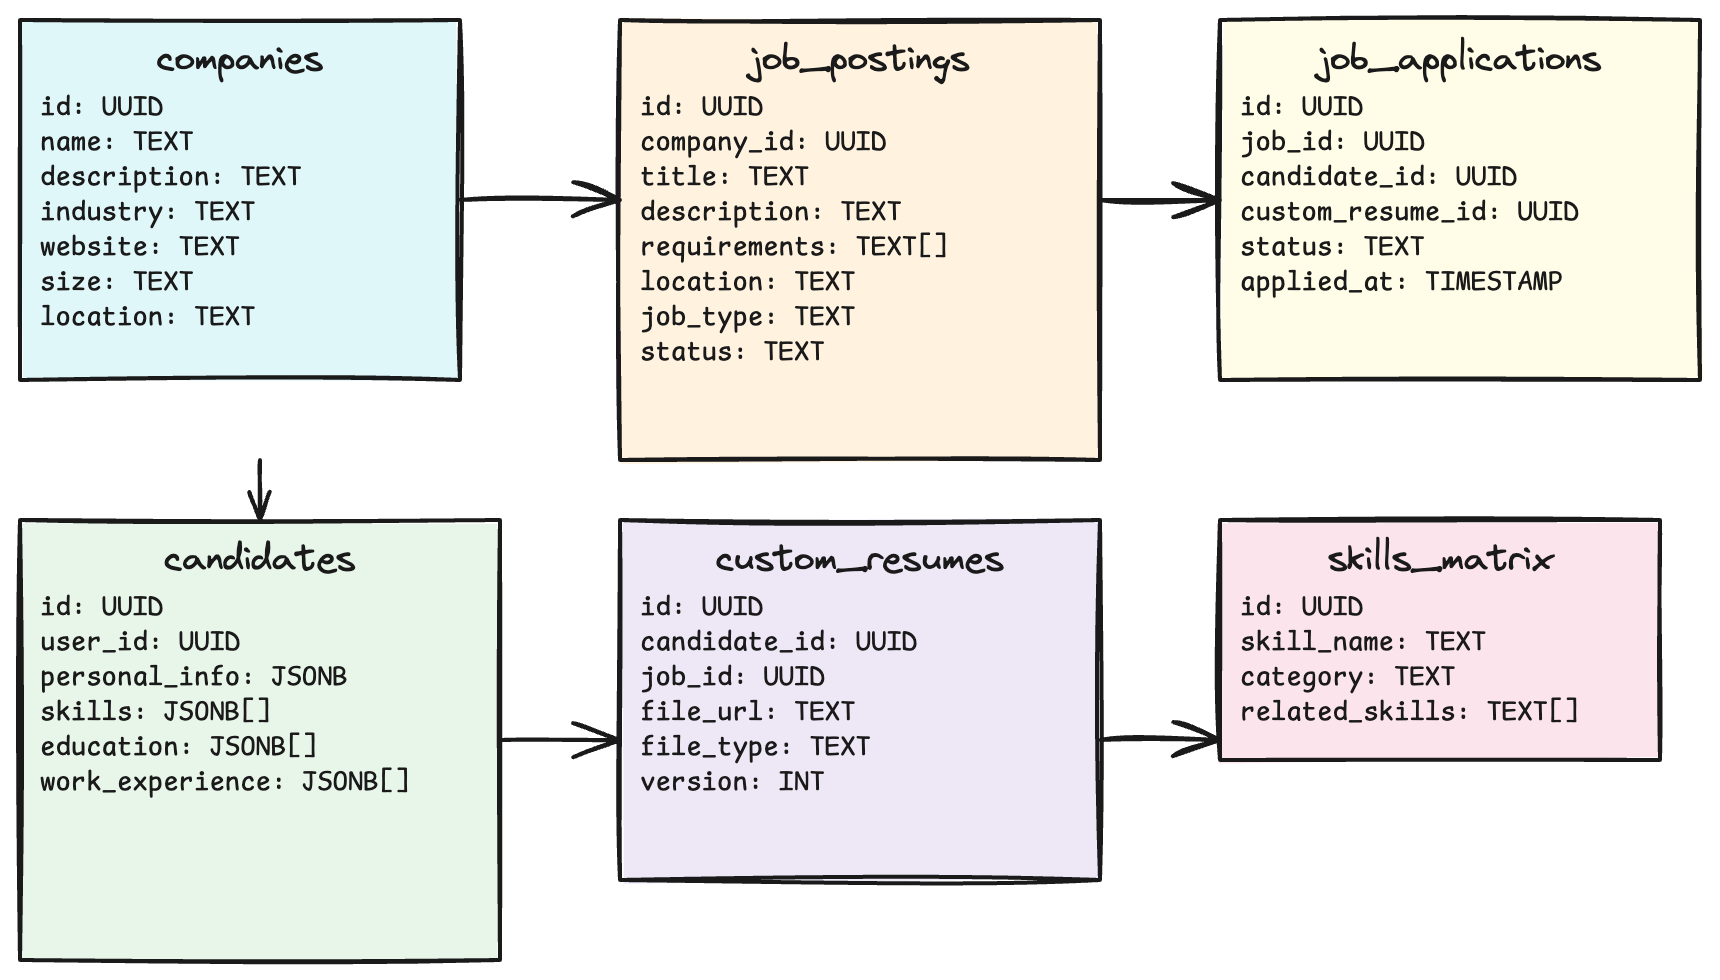 companies
id: UUID
name: TEXT
description: TEXT
industry: TEXT
website: TEXT
size: TEXT
location: TEXT
job_postings
id: UUID
company_id: UUID
title: TEXT
description: TEXT
requirements: TEXT[]
location: TEXT
job_type: TEXT
status: TEXT
job_applications
id: UUID
job_id: UUID
candidate_id: UUID
custom_resume_id: UUID
status: TEXT
applied_at: TIMESTAMP
candidates
id: UUID
user_id: UUID
personal_info: JSONB
skills: JSONB[]
education: JSONB[]
work_experience: JSONB[]
custom_resumes
id: UUID
candidate_id: UUID
job_id: UUID
file_url: TEXT
file_type: TEXT
version: INT
skills_matrix
id: UUID
skill_name: TEXT
category: TEXT
related_skills: TEXT[]